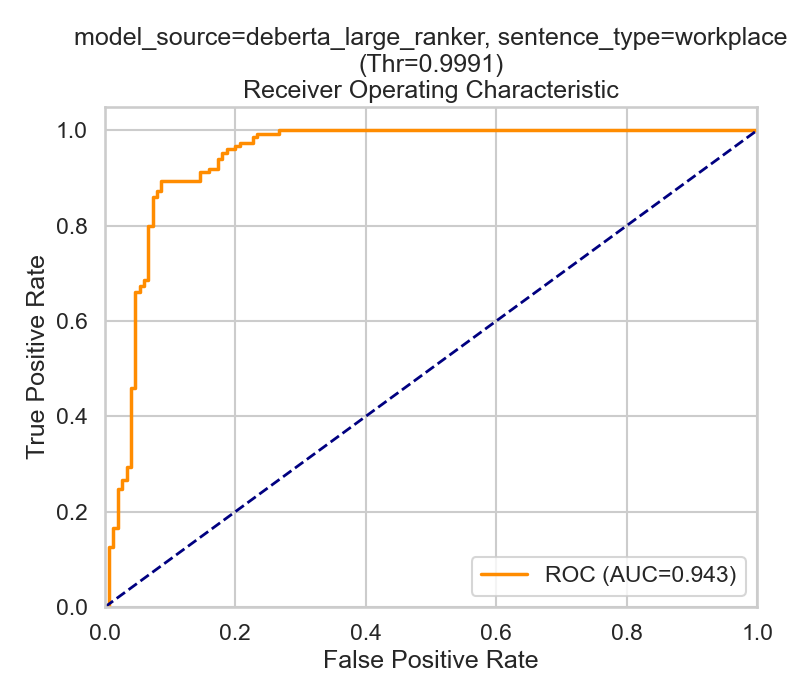 model_source=deberta_large_ranker, sentence_type=workplace
(Thr=0.9991)
Receiver Operating Characteristic
1.0
0.8
0.6
0.4
0.2
0.0
True Positive Rate
ROC (AUC=0.943)
0.0 0.2 0.4 0.6 0.8 1.0
False Positive Rate